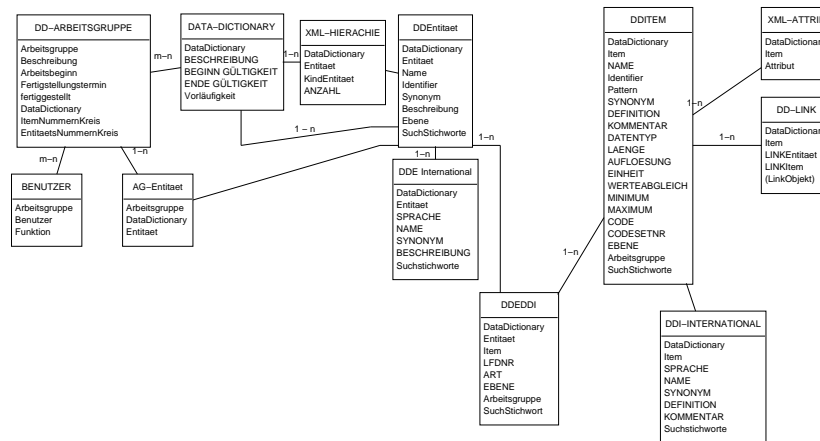 DD–ARBEITSGRUPPE
Arbeitsgruppe
Beschreibung
Arbeitsbeginn
Fertigstellungstermin
fertiggestellt
DataDictionary
ItemNummernKreis
EntitaetsNummernKreis
m–n
DATA–DICTIONARY
DataDictionary
BESCHREIBUNG
BEGINN GÜLTIGKEIT
ENDE GÜLTIGKEIT
Vorläufigkeit
1–n
XML–HIERACHIE
DataDictionary
Entitaet
KindEntitaet
ANZAHL
DDEntitaet
DataDictionary
Entitaet
Name
Identifier
Synonym
Beschreibung
Ebene
SuchStichworte
1 – n
1–n
1–n
m–n
1–n
BENUTZER
Arbeitsgruppe
Benutzer
Funktion
AG–Entitaet
Arbeitsgruppe
DataDictionary
Entitaet
DDE International
DataDictionary
Entitaet
SPRACHE
NAME
SYNONYM
BESCHREIBUNG
Suchstichworte
DDEDDI
DataDictionary
Entitaet
Item
LFDNR
ART
EBENE
Arbeitsgruppe
SuchStichwort
1–n
DDITEM
DataDictionary
Item
NAME
Identifier
Pattern
SYNONYM
DEFINITION
KOMMENTAR
DATENTYP
LAENGE
AUFLOESUNG
EINHEIT
WERTEABGLEICH
MINIMUM
MAXIMUM
CODE
CODESETNR
EBENE
Arbeitsgruppe
SuchStichworte
1–n
1–n
XML–ATTRI
DataDictionar
Item
Attribut
DD–LINK
DataDictionar
Item
LINKEntitaet
LINKItem
(LinkObjekt)
DDI–INTERNATIONAL
DataDictionary
Item
SPRACHE
NAME
SYNONYM
DEFINITION
KOMMENTAR
Suchstichworte